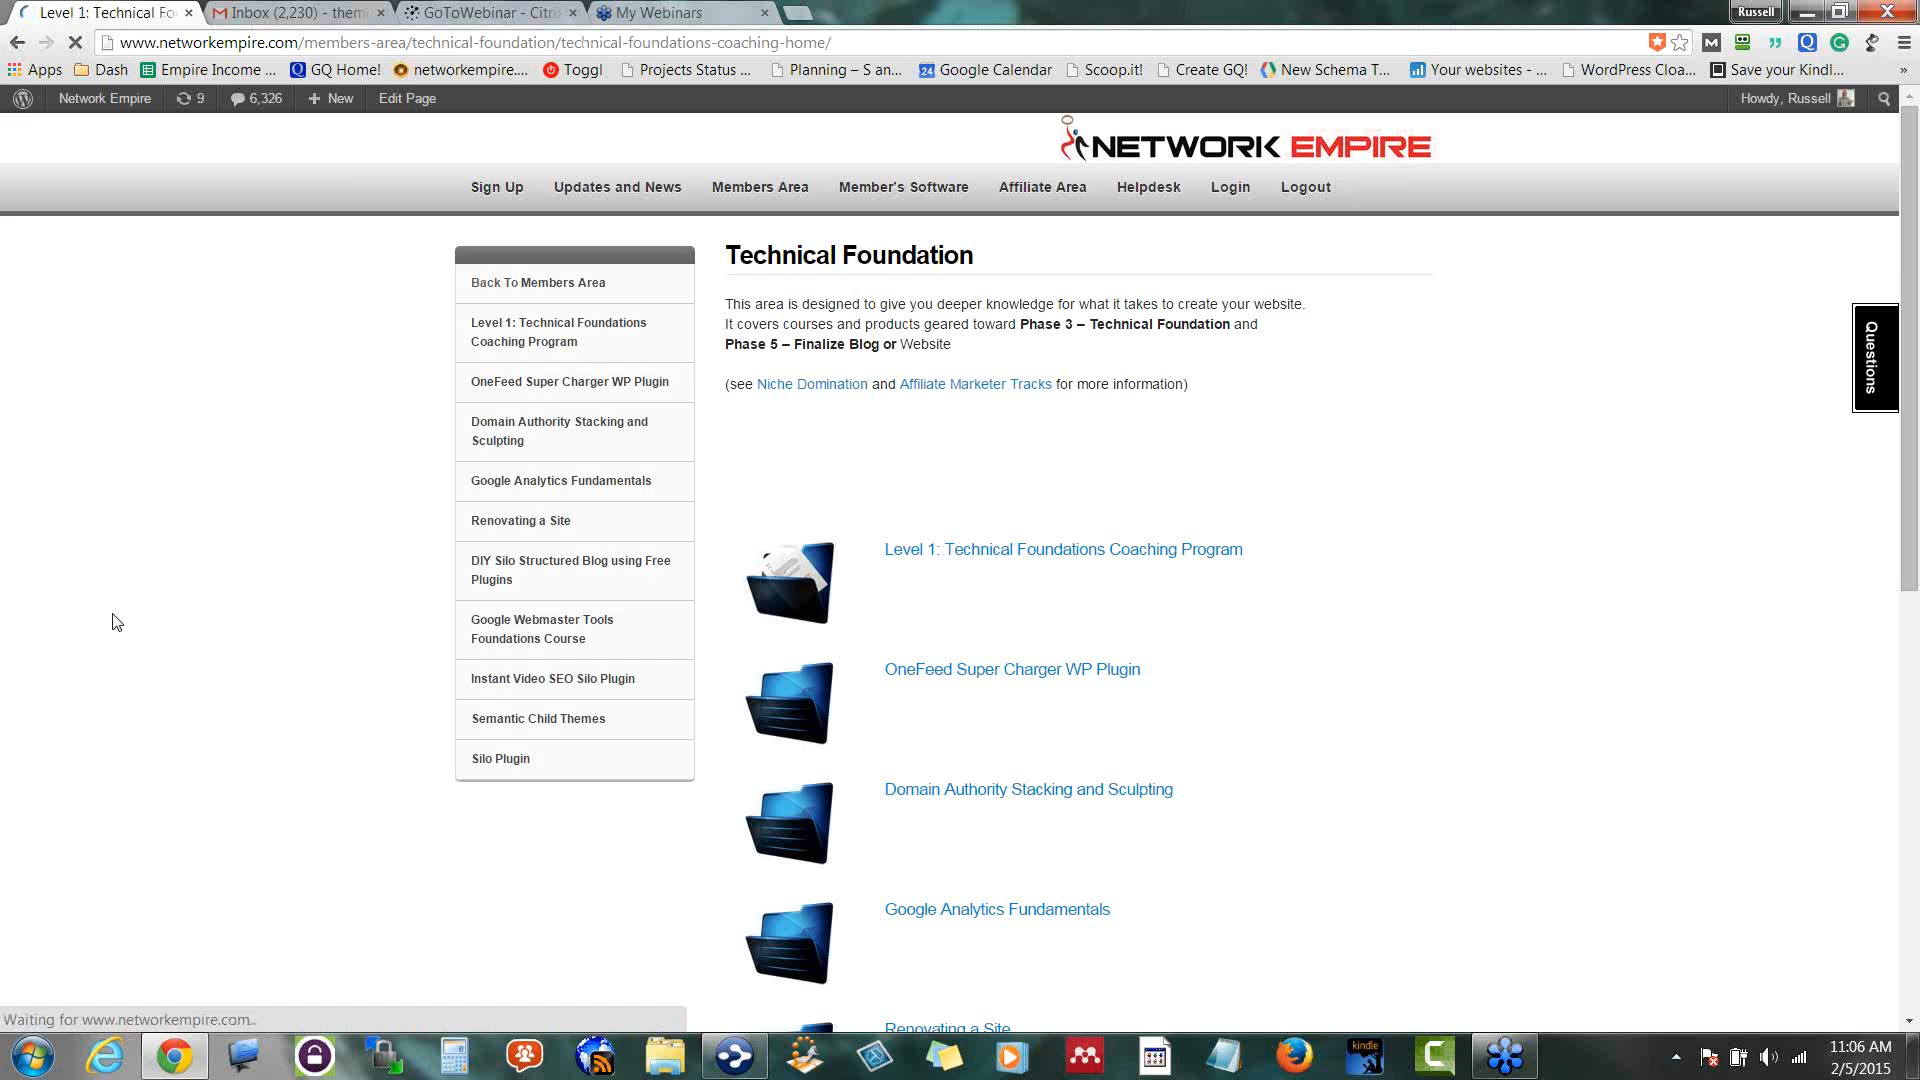 Level 1: Technical Fo
Inbox (2,230) - them
GoToWebinar - Citri
My Webinars
Russell
www.networkempire.com/members-area/technical-foundation/technical-foundations-coaching-home/
Apps
Dash
Empire Income ...
GQ Home!
networkempire....
Toggl
Projects Status ...
Planning – S an...
24
Google Calendar
Scoop.it!
Create GQ!
New Schema T...
Your websites - ...
WordPress Cloa...
Save your Kindl...
»
Network Empire
9
6,326
+ New
Edit Page
Howdy, Russell
NETWORK EMPIRE
Sign Up
Updates and News
Members Area
Member's Software
Affiliate Area
Helpdesk
Login
Logout
Back To Members Area
Level 1: Technical Foundations
Coaching Program
OneFeed Super Charger WP Plugin
Domain Authority Stacking and
Sculpting
Google Analytics Fundamentals
Renovating a Site
DIY Silo Structured Blog using Free
Plugins
Google Webmaster Tools
Foundations Course
Instant Video SEO Silo Plugin
Semantic Child Themes
Silo Plugin
Technical Foundation
This area is designed to give you deeper knowledge for what it takes to create your website.
It covers courses and products geared toward Phase 3 – Technical Foundation and
Phase 5 – Finalize Blog or Website
(see Niche Domination and Affiliate Marketer Tracks for more information)
Questions
Level 1: Technical Foundations Coaching Program
OneFeed Super Charger WP Plugin
Domain Authority Stacking and Sculpting
Google Analytics Fundamentals
Renovating a Site
Waiting for www.networkempire.com...
kindle
11:06 AM
2/5/2015